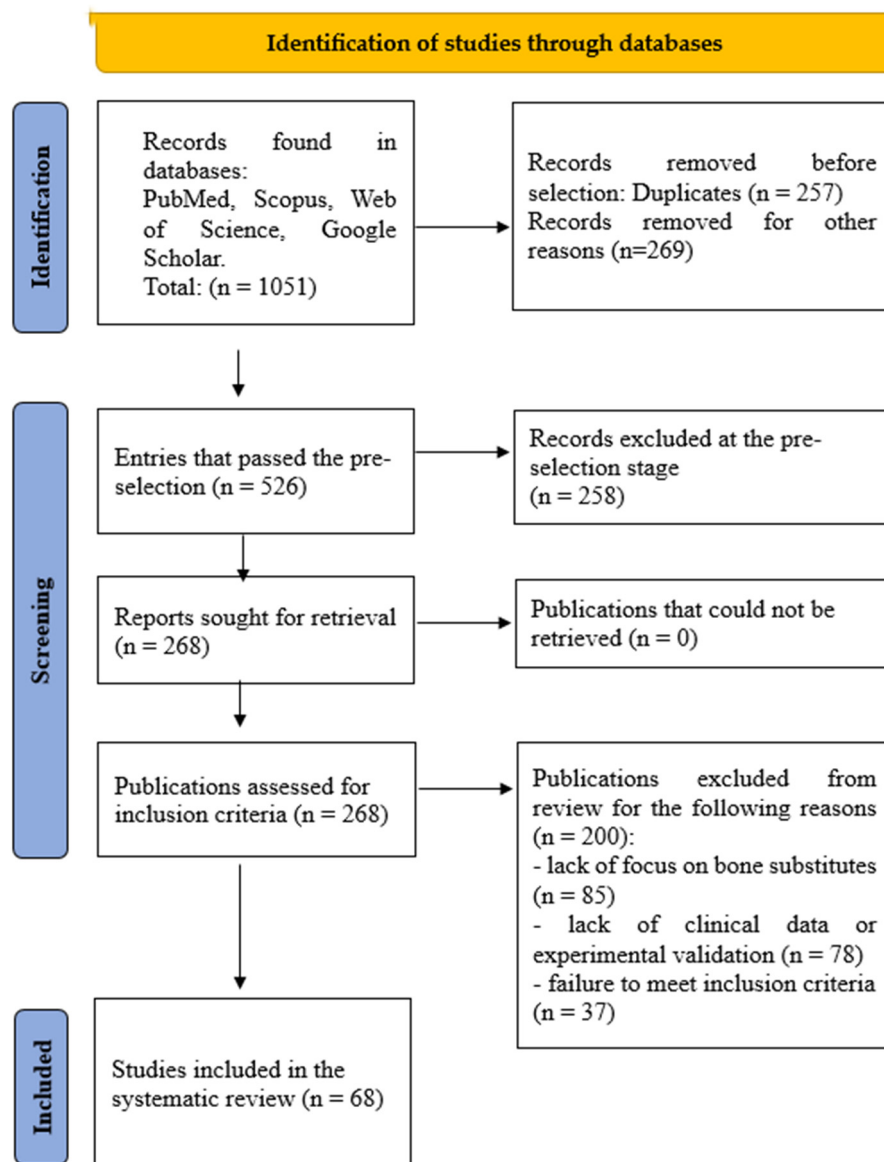 Identification of studies through databases
Identification
Records found in
databases:
PubMed, Scopus, Web
of Science, Google
Scholar.
Total: (n = 1051)
Records removed before
selection: Duplicates (n = 257)
Records removed for other
reasons (n=269)
Screening
Entries that passed the pre-
selection (n = 526)
Records excluded at the pre-
selection stage
(n = 258)
Reports sought for retrieval
(n = 268)
Publications that could not be
retrieved (n = 0)
Publications assessed for
inclusion criteria (n = 268)
Publications excluded from
review for the following reasons
(n = 200):
- lack of focus on bone substitutes
(n = 85)
- lack of clinical data or
experimental validation (n = 78)
- failure to meet inclusion criteria
(n = 37)
Included
Studies included in the
systematic review (n = 68)